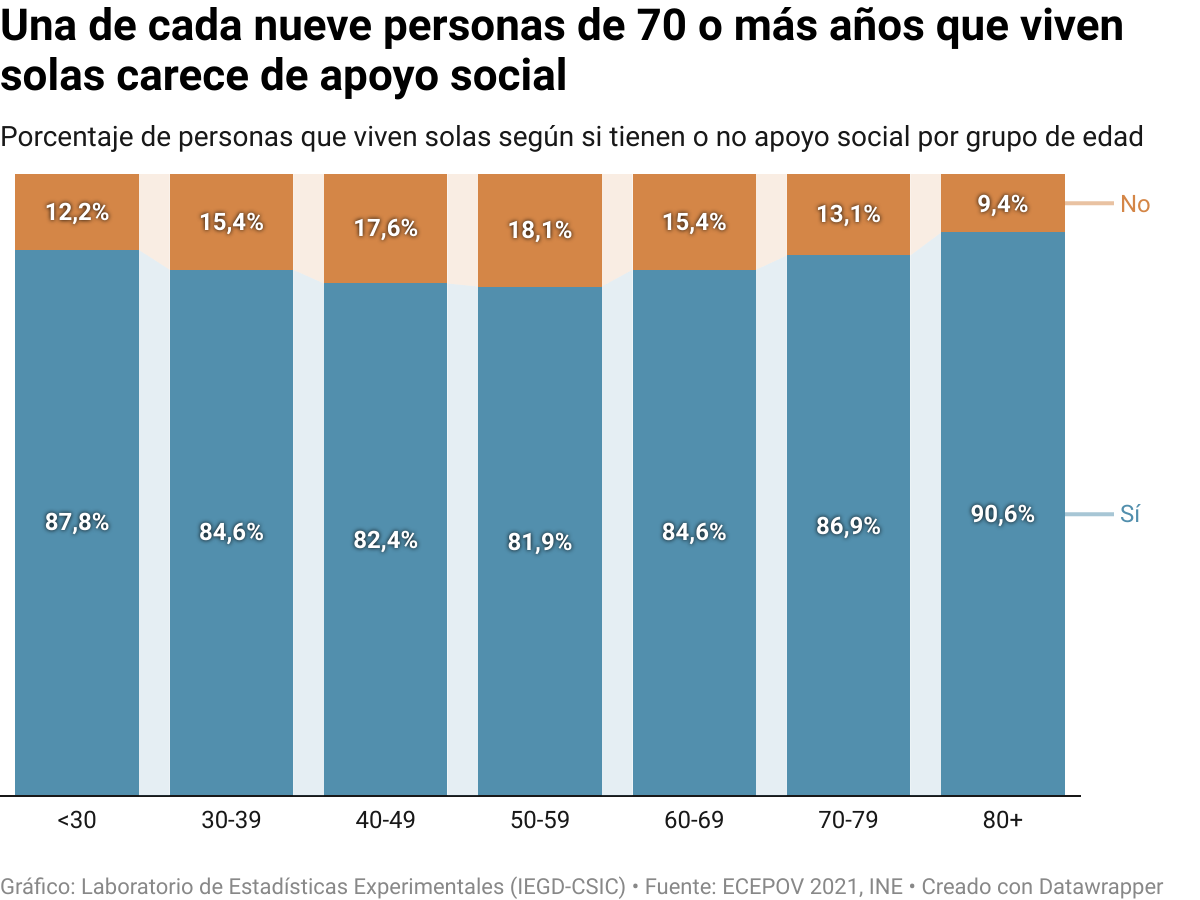 Una de cada nueve personas de 70 o más años que viven
solas carece de apoyo social
Porcentaje de personas que viven solas según si tienen o no apoyo social por grupo de edad
12,2% 15,4% 17,6% 18,1% 15,4% 13,1% 9,4% No
87,8% 84,6% 82,4% 81,9% 84,6% 86,9% 90,6% Sí
<30 30-39 40-49 50-59 60-69 70-79 80+
Gráfico: Laboratorio de Estadísticas Experimentales (IEGD-CSIC) • Fuente: ECEPOV 2021, INE • Creado con Datawrapper